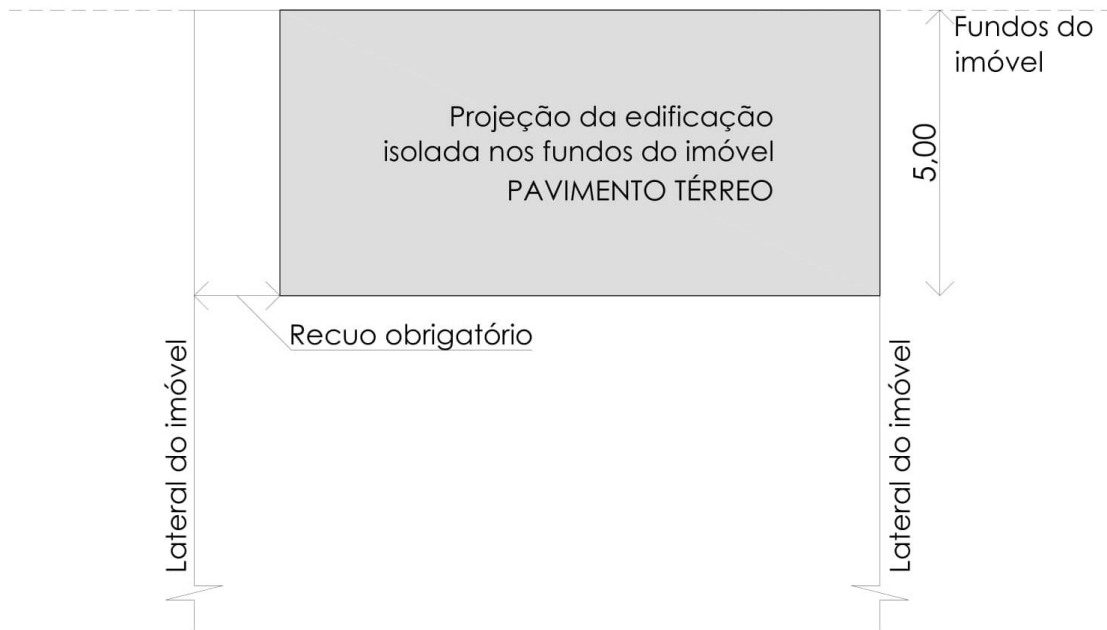 Fundos do
imóvel
Projeção da edificação
isolada nos fundos do imóvel
PAVIMENTO TÉRREO
5,00
Recuo obrigatório
Lateral do imóvel
Lateral do imóvel